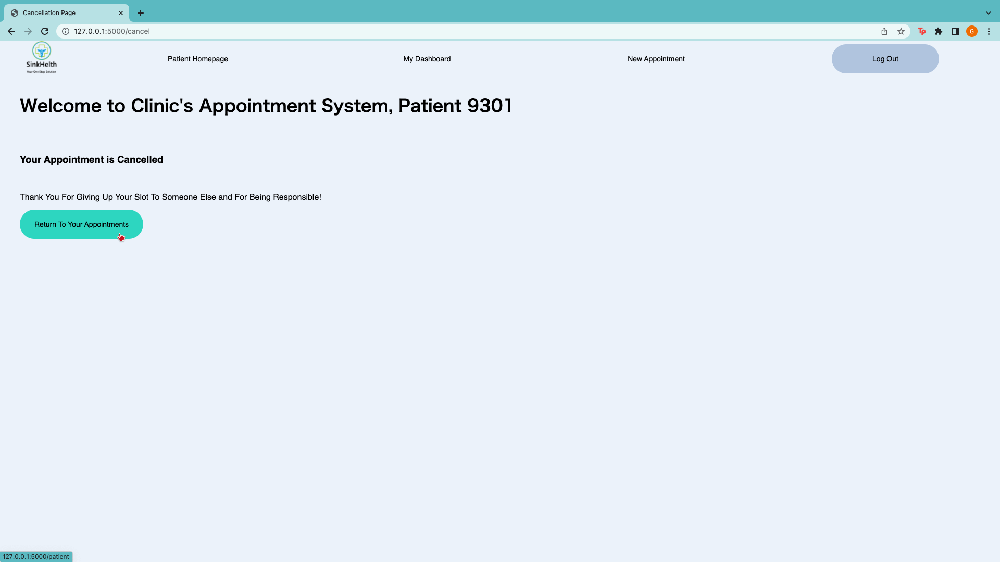 Cancellation Page
127.0.0.1:5000/cancel
Tp
G
SinkHelth
Your One Stop Solution
Patient Homepage
My Dashboard
New Appointment
Log Out
Welcome to Clinic's Appointment System, Patient 9301
Your Appointment is Cancelled
Thank You For Giving Up Your Slot To Someone Else and For Being Responsible!
Return To Your Appointments
127.0.0.1:5000/patient